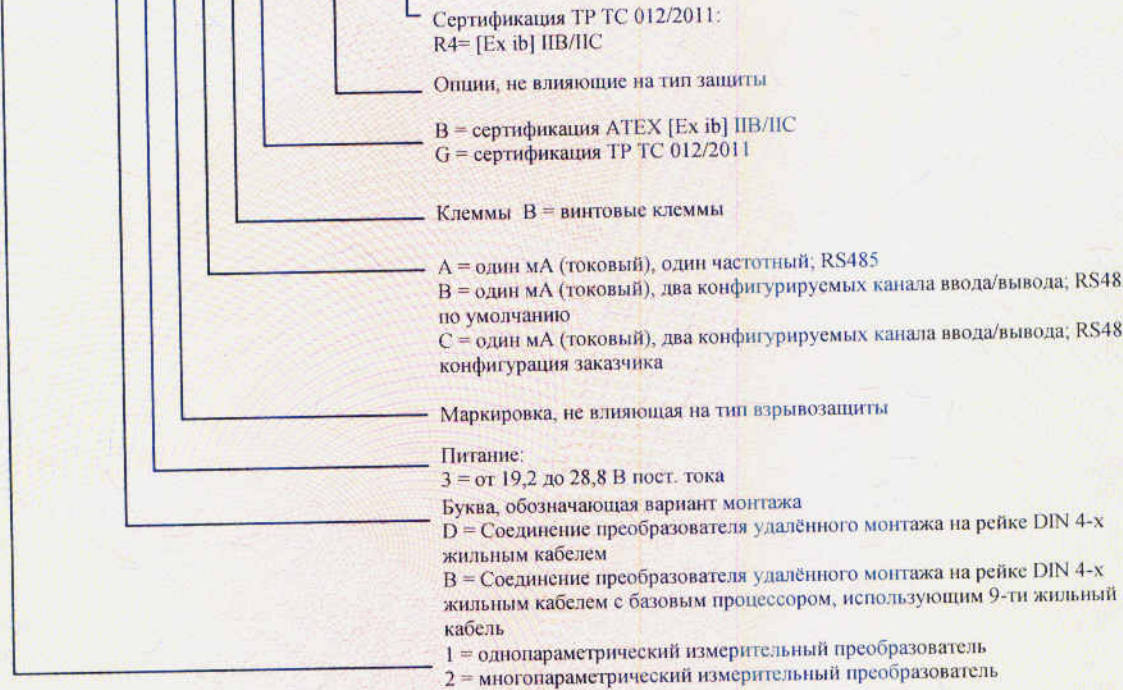 Сертификация ТР ТС 012/2011:
R4= [Ex ib] IIB/IIC
Опции, не влияющие на тип защиты
B = сертификация ATEX [Ex ib] IIB/IIC
G = сертификация ТР ТС 012/2011
Клеммы B = винтовые клеммы
A = один мА (токовый), один частотный; RS485
B = один мА (токовый), два конфигурируемых канала ввода/вывода; RS48
по умолчанию
C = один мА (токовый), два конфигурируемых канала ввода/вывода; RS48
конфигурация заказчика
Маркировка, не влияющая на тип взрывозащиты
Питание:
3 = от 19,2 до 28,8 В пост. тока
Буква, обозначающая вариант монтажа
D = Соединение преобразователя удалённого монтажа на рейке DIN 4-х
жильным кабелем
B = Соединение преобразователя удалённого монтажа на рейке DIN 4-х
жильным кабелем с базовым процессором, использующим 9-ти жильный
кабель
1 = однопараметрический измерительный преобразователь
2 = многопараметрический измерительный преобразователь